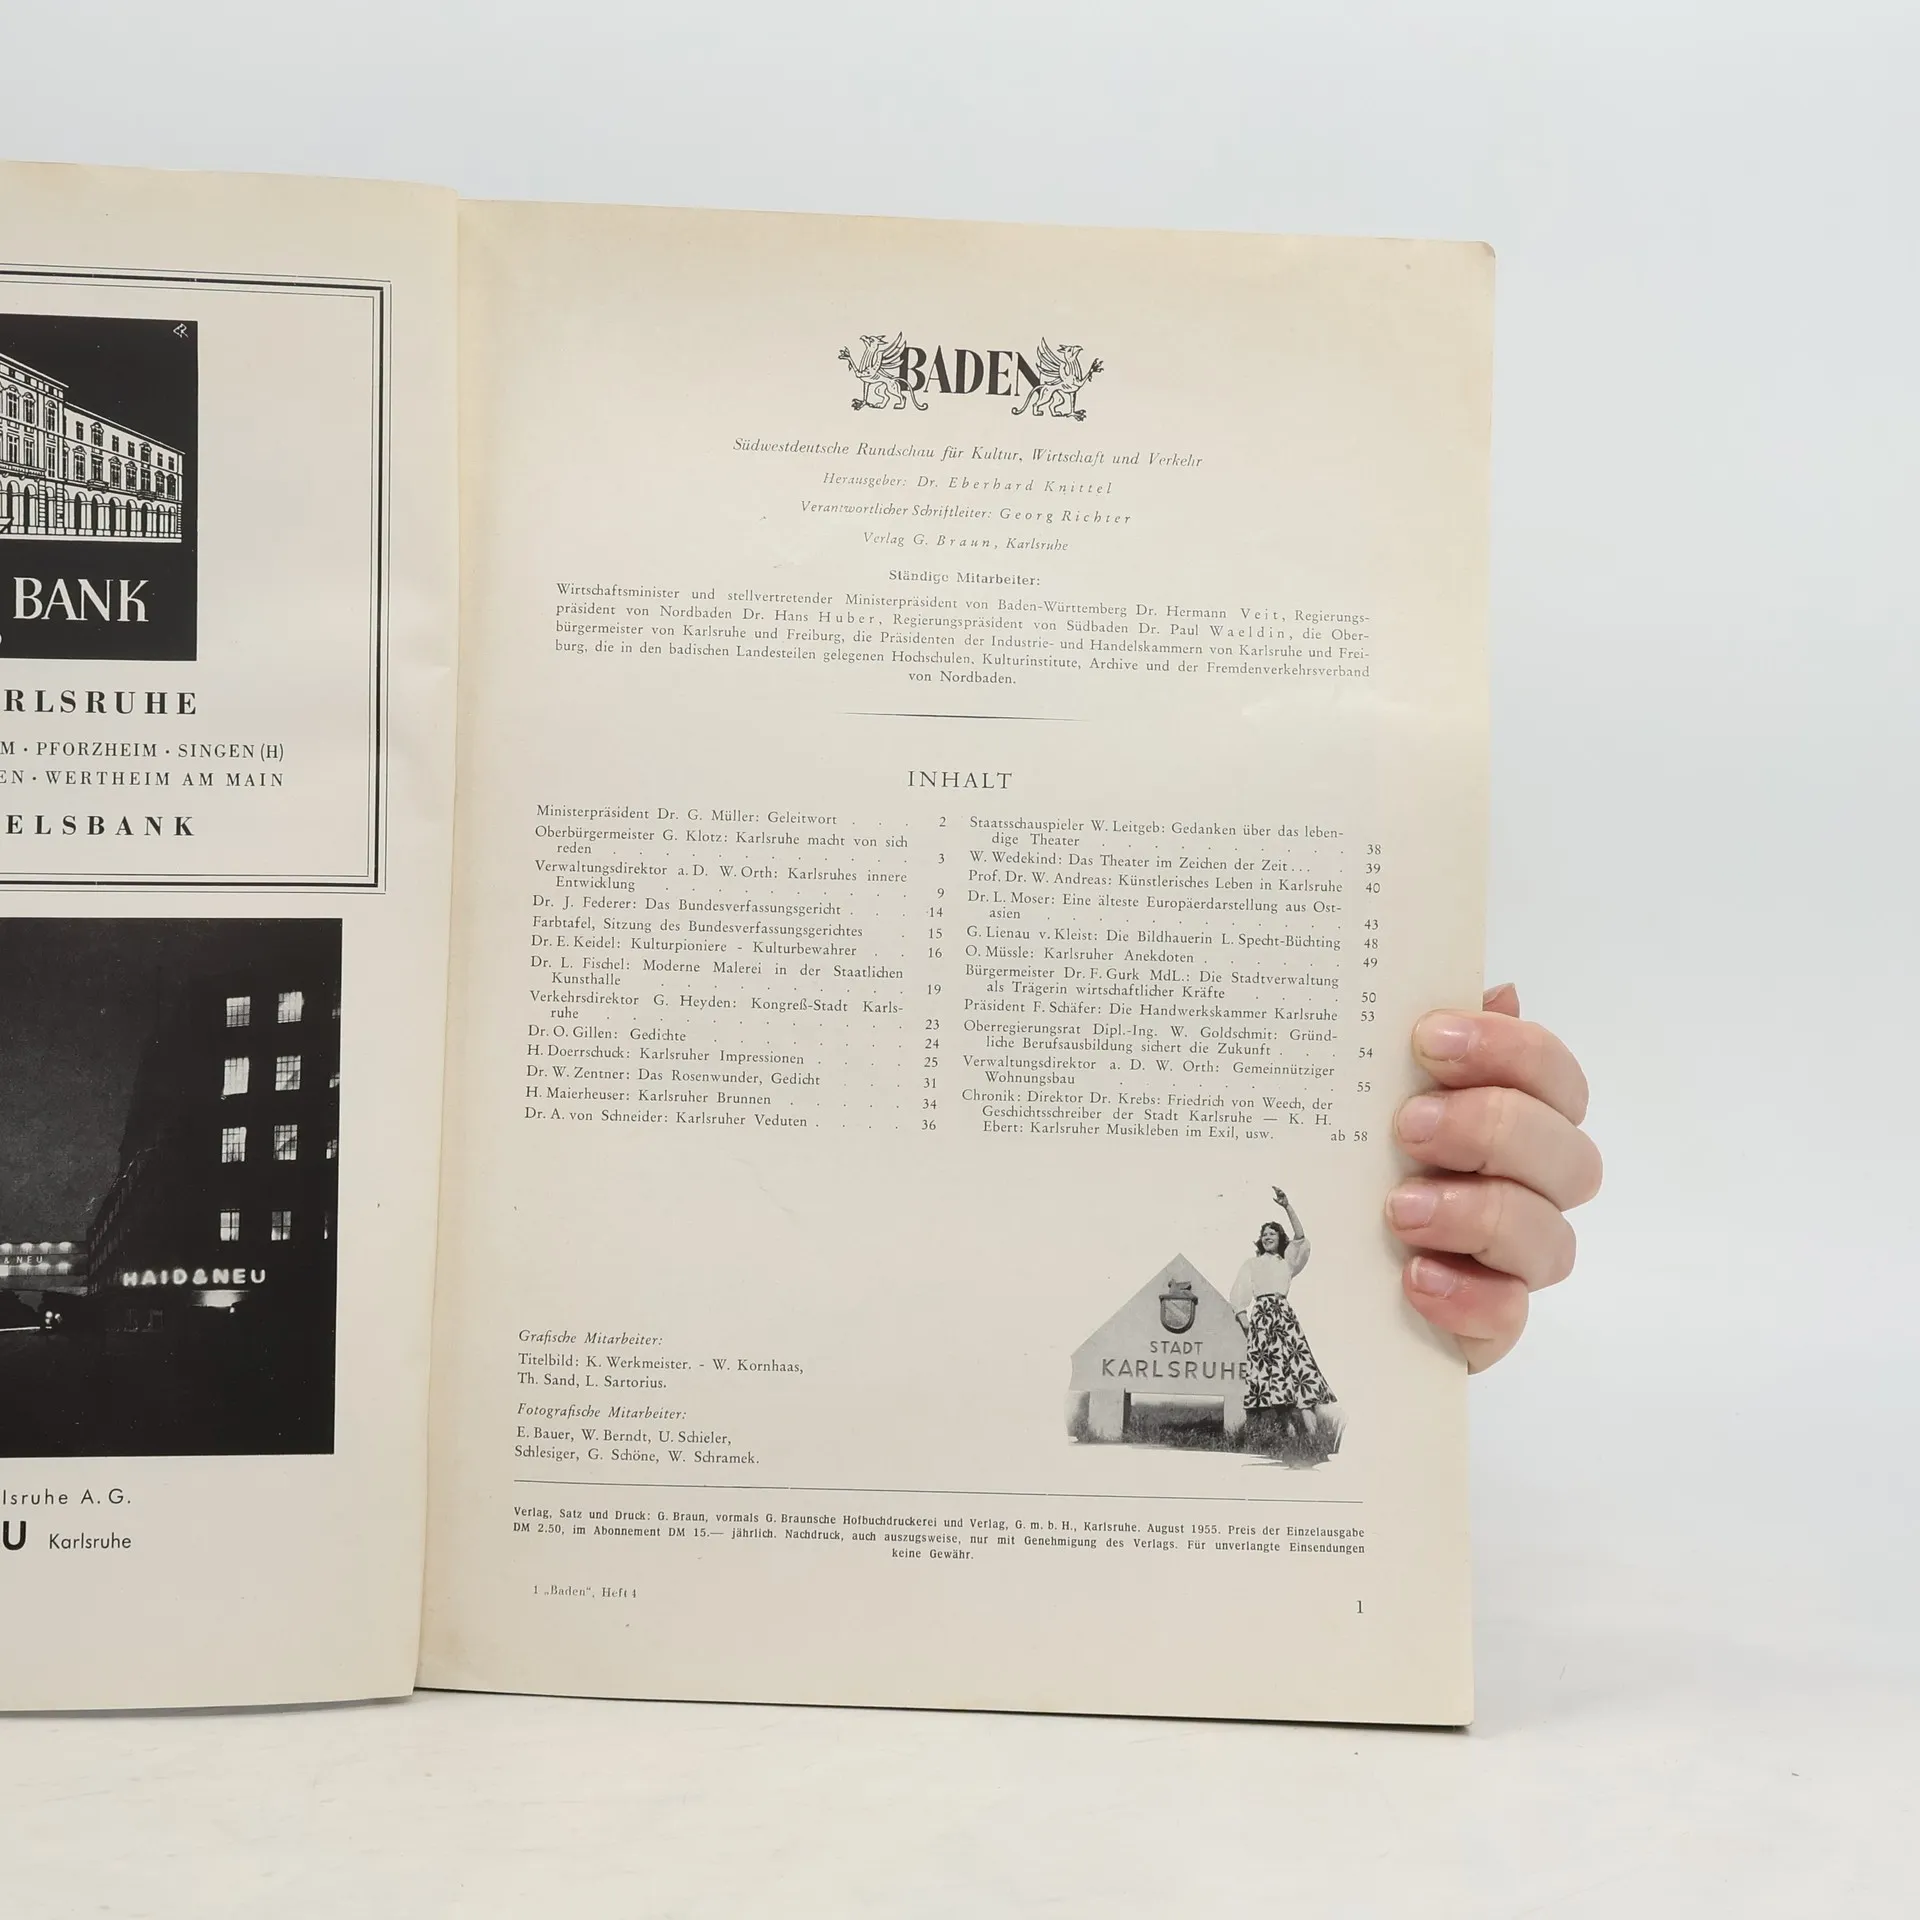 BANK
RLSRUHE
M · PFORZHEIM · SINGEN (H)
EN · WERTHEIM AM MAIN
ELSBANK
& NEU
HAID & NEU
lsruhe A. G.
U Karlsruhe
BADEN
Südwestdeutsche Rundschau für Kultur, Wirtschaft und Verkehr
Herausgeber: Dr. Eberhard Knittel
Verantwortlicher Schriftleiter: Georg Richter
Verlag G. Braun, Karlsruhe
Ständige Mitarbeiter:
Wirtschaftsminister und stellvertretender Ministerpräsident von Baden-Württemberg Dr. Hermann Veit, Regierungs-
präsident von Nordbaden Dr. Hans Huber, Regierungspräsident von Südbaden Dr. Paul Waeldin, die Ober-
bürgermeister von Karlsruhe und Freiburg, die Präsidenten der Industrie- und Handelskammern von Karlsruhe und Frei-
burg, die in den badischen Landesteilen gelegenen Hochschulen, Kulturinstitute, Archive und der Fremdenverkehrsverband
von Nordbaden.
INHALT
Ministerpräsident Dr. G. Müller: Geleitwort . . . 2
Oberbürgermeister G. Klotz: Karlsruhe macht von sich
reden . . . . . . . . . . 3
Verwaltungsdirektor a. D. W. Orth: Karlsruhes innere
Entwicklung . . . . . . . 9
Dr. J. Federer: Das Bundesverfassungsgericht . . . 14
Farbtafel, Sitzung des Bundesverfassungsgerichtes . 15
Dr. E. Keidel: Kulturpioniere - Kulturbewahrer . . 16
Dr. L. Fischel: Moderne Malerei in der Staatlichen
Kunsthalle . . . . . . . . 19
Verkehrsdirektor G. Heyden: Kongreß-Stadt Karls-
ruhe . . . . . . . . . . 23
Dr. O. Gillen: Gedichte . . . . . . . 24
H. Doerrschuck: Karlsruher Impressionen . . . . 25
Dr. W. Zentner: Das Rosenwunder, Gedicht . . . 31
H. Maierheuser: Karlsruher Brunnen . . . . . 34
Dr. A. von Schneider: Karlsruher Veduten . . . . 36
Staatsschauspieler W. Leitgeb: Gedanken über das leben-
dige Theater . . . . . . . . . 38
W. Wedekind: Das Theater im Zeichen der Zeit . . . . 39
Prof. Dr. W. Andreas: Künstlerisches Leben in Karlsruhe 40
Dr. L. Moser: Eine älteste Europäerdarstellung aus Ost-
asien . . . . . . . . . . 43
G. Lienau v. Kleist: Die Bildhauerin L. Specht-Büchting 48
O. Müssle: Karlsruher Anekdoten . . . . . . 49
Bürgermeister Dr. F. Gurk MdL.: Die Stadtverwaltung
als Trägerin wirtschaftlicher Kräfte . . . . 50
Präsident F. Schäfer: Die Handwerkskammer Karlsruhe 53
Oberregierungsrat Dipl.-Ing. W. Goldschmit: Gründ-
liche Berufsausbildung sichert die Zukunft . . . 54
Verwaltungsdirektor a. D. W. Orth: Gemeinnütziger
Wohnungsbau . . . . . . . 55
Chronik: Direktor Dr. Krebs: Friedrich von Weech, der
Geschichtsschreiber der Stadt Karlsruhe — K. H.
Ebert: Karlsruher Musikleben im Exil, usw. ab 58
STADT
KARLSRUHE
Grafische Mitarbeiter:
Titelbild: K. Werkmeister. - W. Kornhaas,
Th. Sand, L. Sartorius.
Fotografische Mitarbeiter:
E. Bauer, W. Berndt, U. Schieler,
Schlesiger, G. Schöne, W. Schramek.
Verlag, Satz und Druck: G. Braun, vormals G. Braunsche Hofbuchdruckerei und Verlag, G. m. b. H., Karlsruhe. August 1955. Preis der Einzelausgabe
DM 2.50, im Abonnement DM 15.— jährlich. Nachdruck, auch auszugsweise, nur mit Genehmigung des Verlags. Für unverlangte Einsendungen
keine Gewähr.
1 „Baden“, Heft 4
1